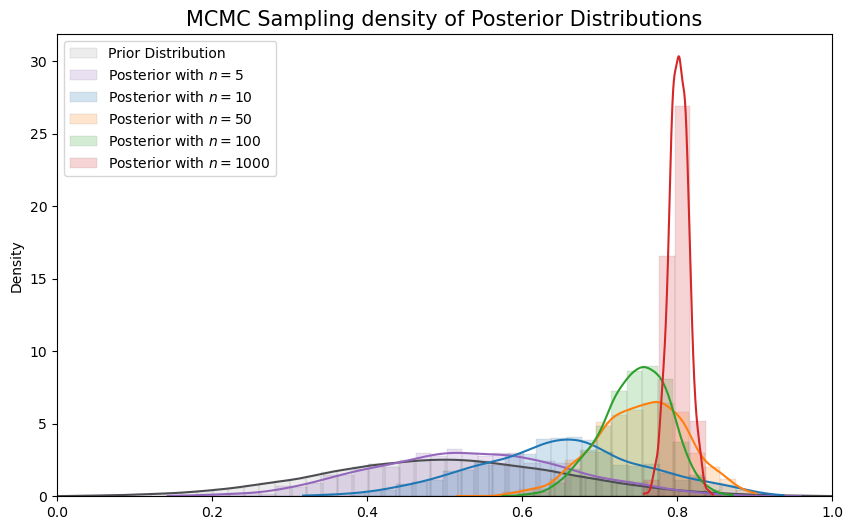 MCMC Sampling density of Posterior Distributions
Prior Distribution
Posterior with n = 5
Posterior with n = 10
Posterior with n = 50
Posterior with n = 100
Posterior with n = 1000
Density
30
25
20
15
10
5
0
0.0 0.2 0.4 0.6 0.8 1.0